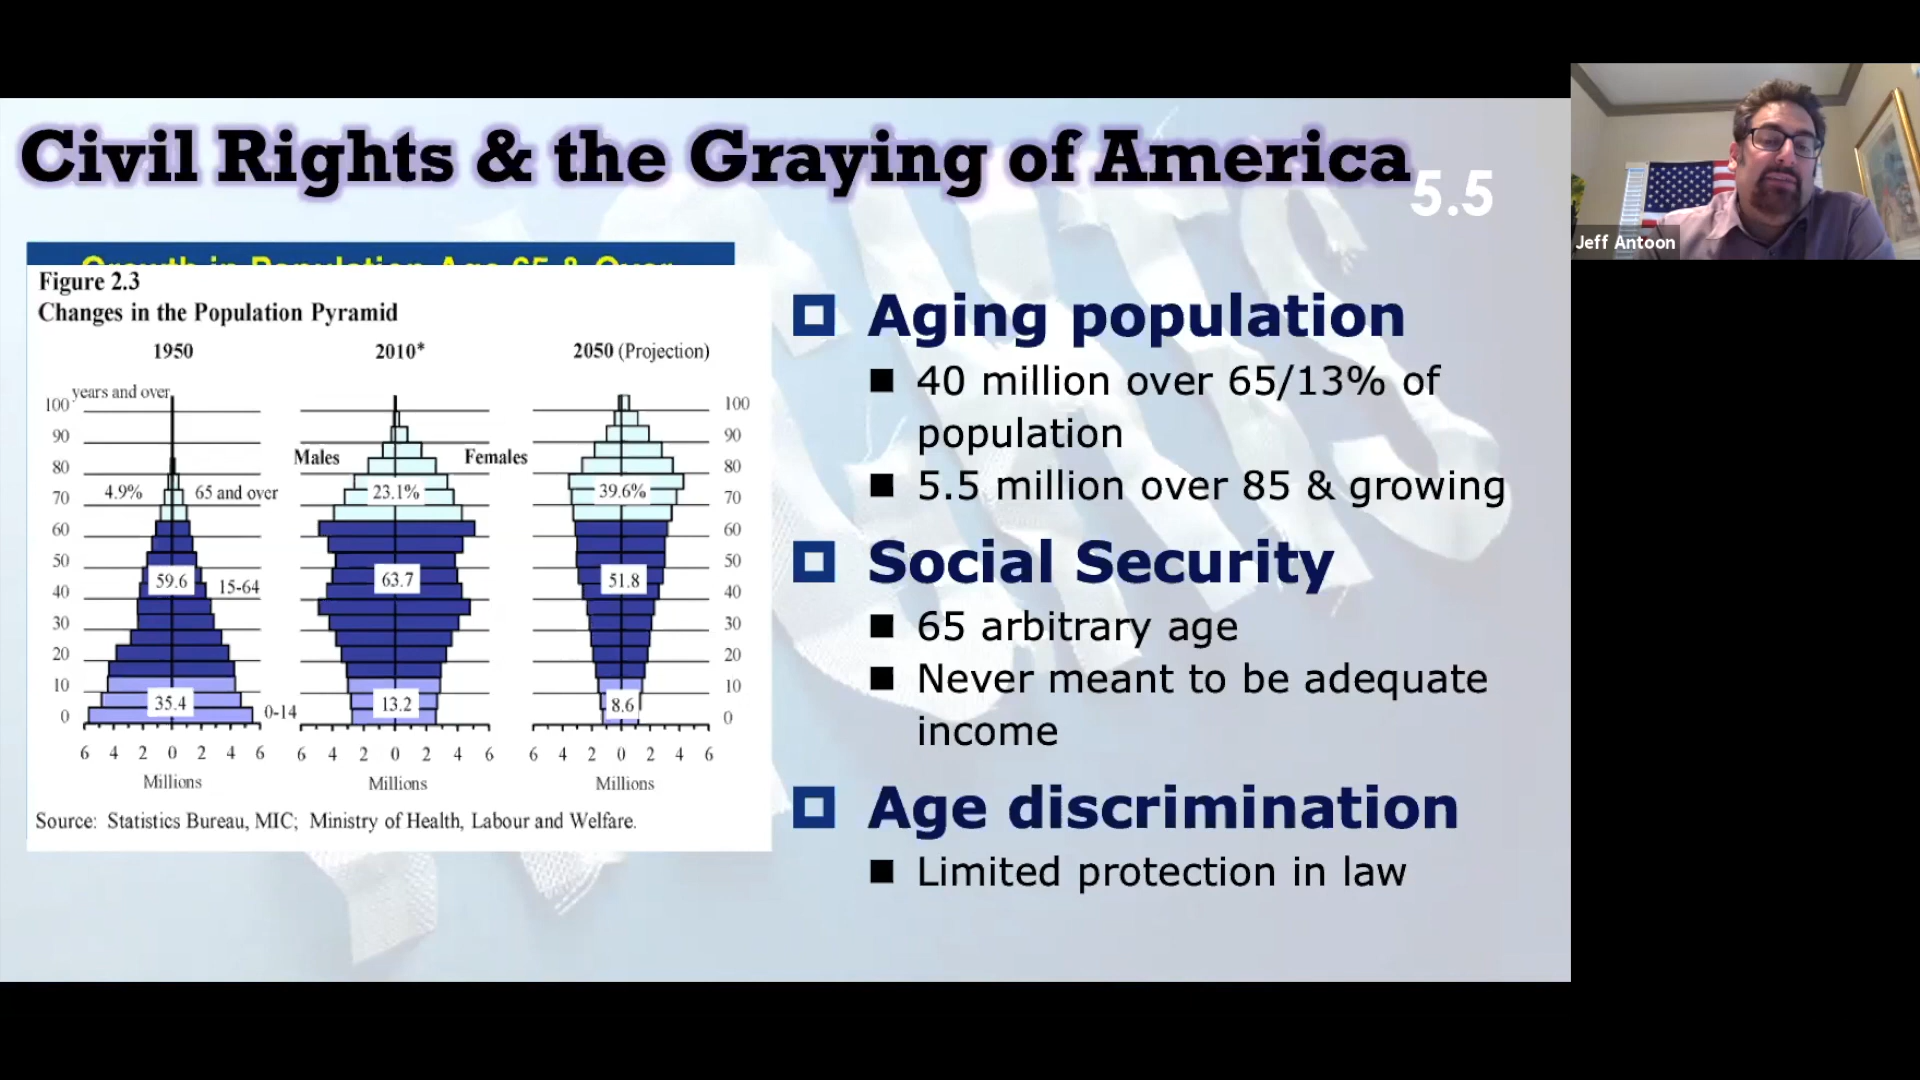 Civil Rights & the Graying of America
5.5
Jeff Antoon
Growth in Population Age 65 & Over
Figure 2.3
Changes in the Population Pyramid
1950
2010*
2050 (Projection)
years and over
100
90
80
70
60
50
40
30
20
10
0
4.9%
65 and over
59.6
15-64
35.4
0-14
6 4 2 0 2 4 6
Millions
Males
Females
23.1%
63.7
13.2
6 4 2 0 2 4 6
Millions
39.6%
51.8
8.6
6 4 2 0 2 4 6
Millions
100
90
80
70
60
50
40
30
20
10
0
Source: Statistics Bureau, MIC; Ministry of Health, Labour and Welfare.
Aging population
40 million over 65/13% of
population
5.5 million over 85 & growing
Social Security
65 arbitrary age
Never meant to be adequate
income
Age discrimination
Limited protection in law